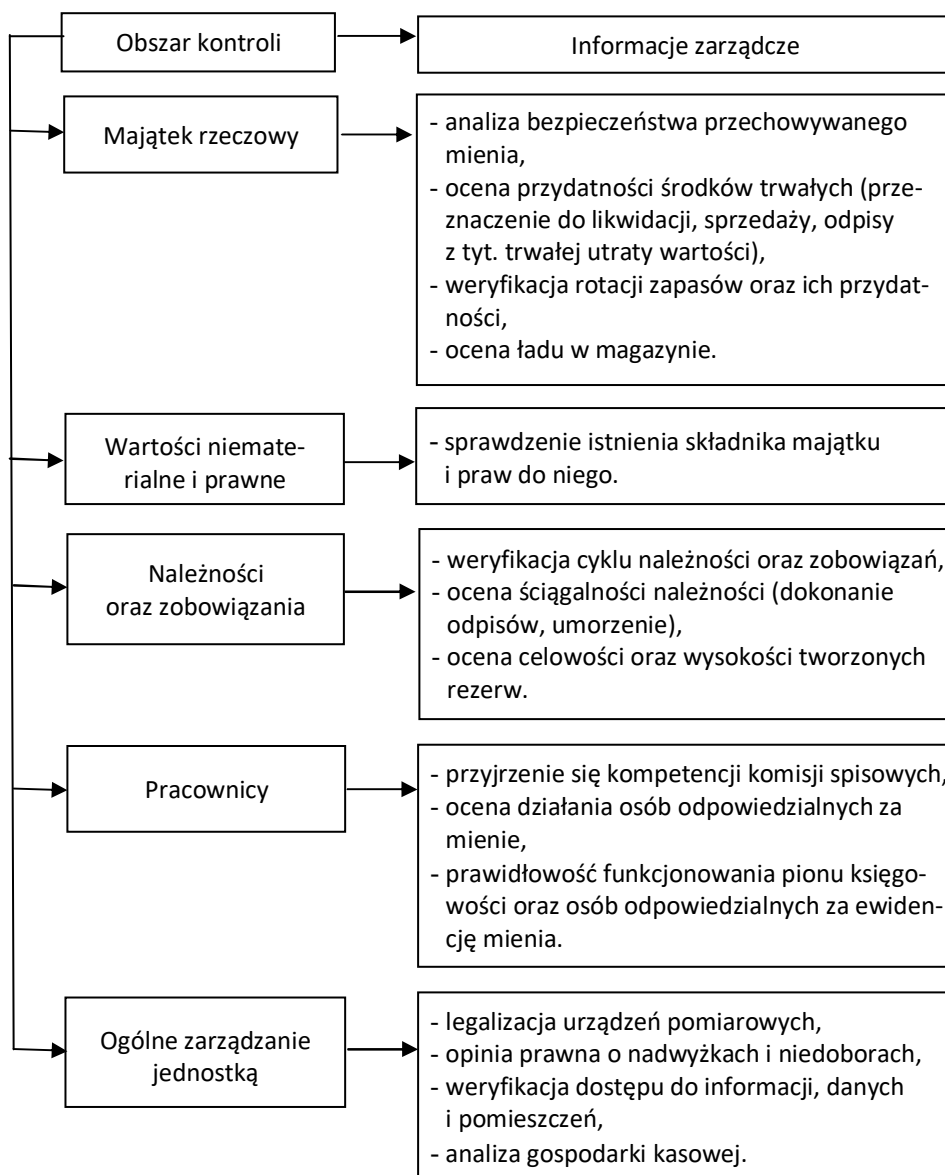 Obszar kontroli
Informacje zarządcze
Majątek rzeczowy
- analiza bezpieczeństwa przechowywanego
mienia,
- ocena przydatności środków trwałych (prze-
znaczenie do likwidacji, sprzedaży, odpisy
z tyt. trwałej utraty wartości),
- weryfikacja rotacji zapasów oraz ich przydat-
ności,
- ocena ładu w magazynie.
Wartości niemate-
rialne i prawne
- sprawdzenie istnienia składnika majątku
i praw do niego.
Należności
oraz zobowiązania
- weryfikacja cyklu należności oraz zobowiązań,
- ocena ściągalności należności (dokonanie
odpisów, umorzenie),
- ocena celowości oraz wysokości tworzonych
rezerw.
Pracownicy
- przyjrzenie się kompetencji komisji spisowych,
- ocena działania osób odpowiedzialnych za
mienie,
- prawidłowość funkcjonowania pionu księgo-
wości oraz osób odpowiedzialnych za ewiden-
cję mienia.
Ogólne zarządzanie
jednostką
- legalizacja urządzeń pomiarowych,
- opinia prawna o nadwyżkach i niedoborach,
- weryfikacja dostępu do informacji, danych
i pomieszczeń,
- analiza gospodarki kasowej.